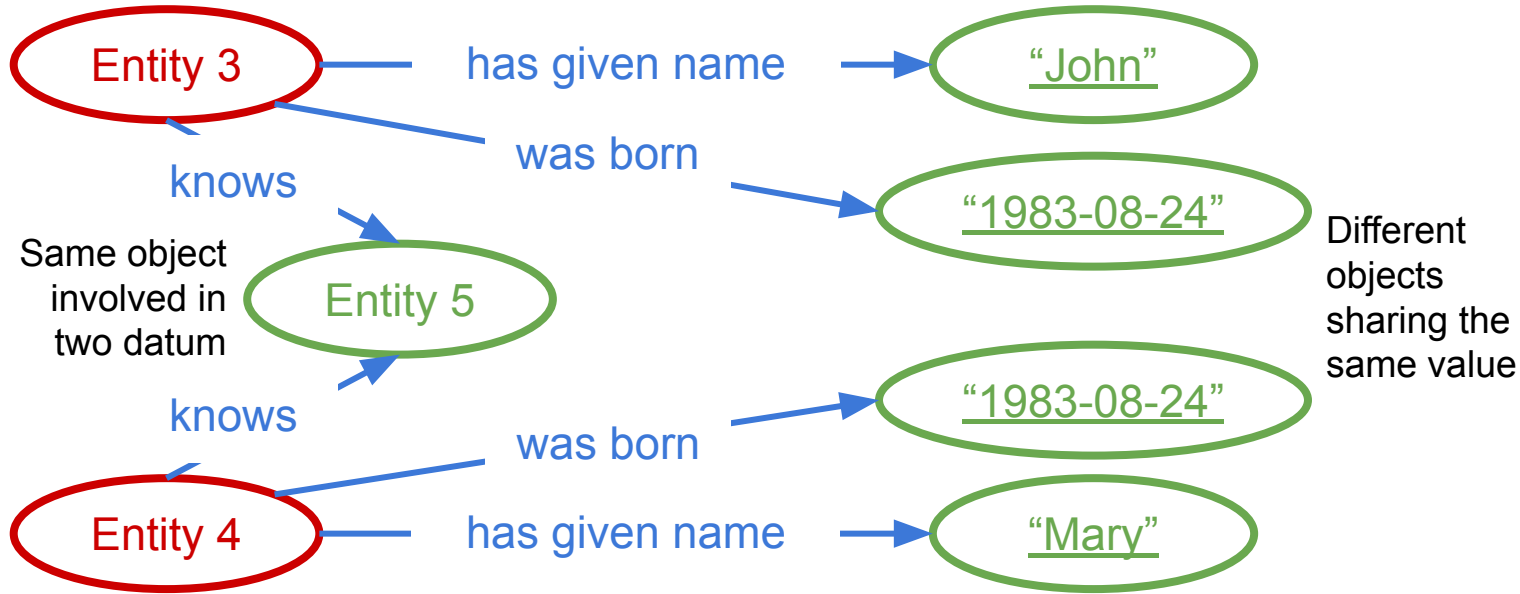 Entity 3
has given name
“John”
was born
knows
“1983-08-24”
Same object
involved in
two datum
Entity 5
Different
objects
sharing the
same value
knows
was born
“1983-08-24”
Entity 4
has given name
“Mary”